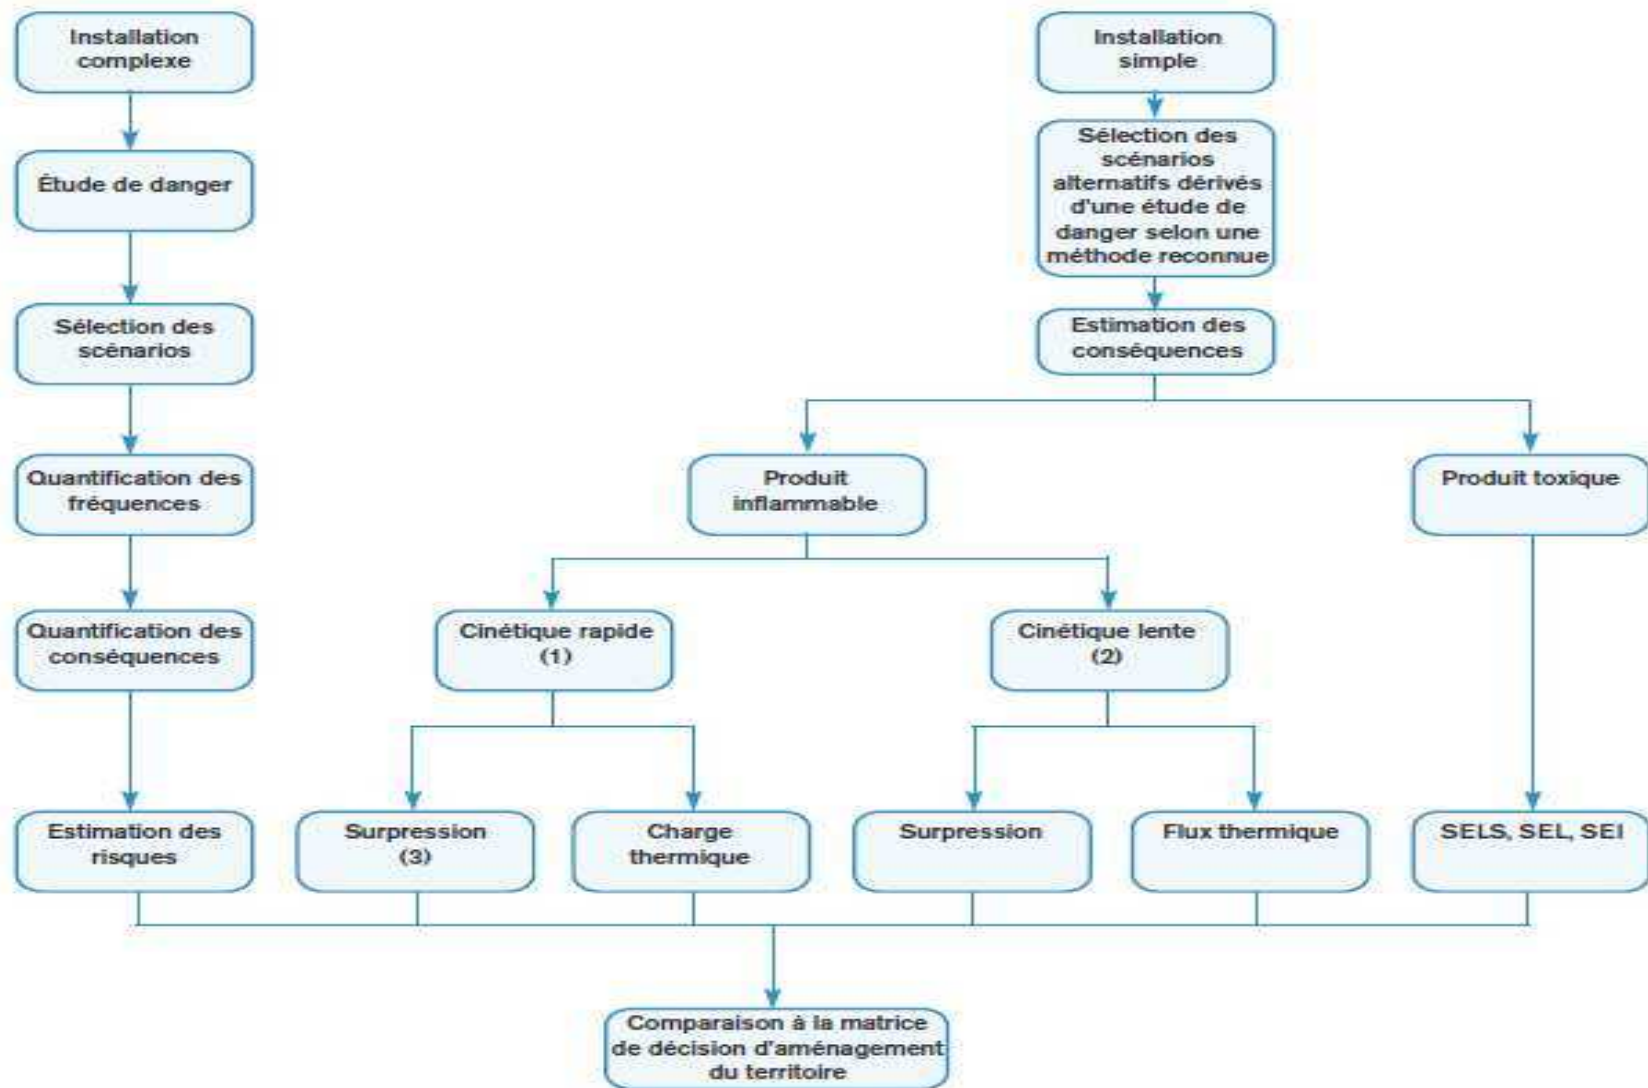 Installation
complexe
Étude de danger
Sélection des
scénarios
Quantification des
fréquences
Quantification des
conséquences
Estimation des
risques
Installation
simple
Sélection des
scénarios
alternatifs dérivés
d'une étude de
danger selon une
méthode reconnue
Estimation des
conséquences
Produit
inflammable
Produit toxique
Cinétique rapide
(1)
Cinétique lente
(2)
Surpression
(3)
Charge
thermique
Surpression
Flux thermique
SELS, SEL, SEI
Comparaison à la matrice
de décision d'aménagement
du territoire